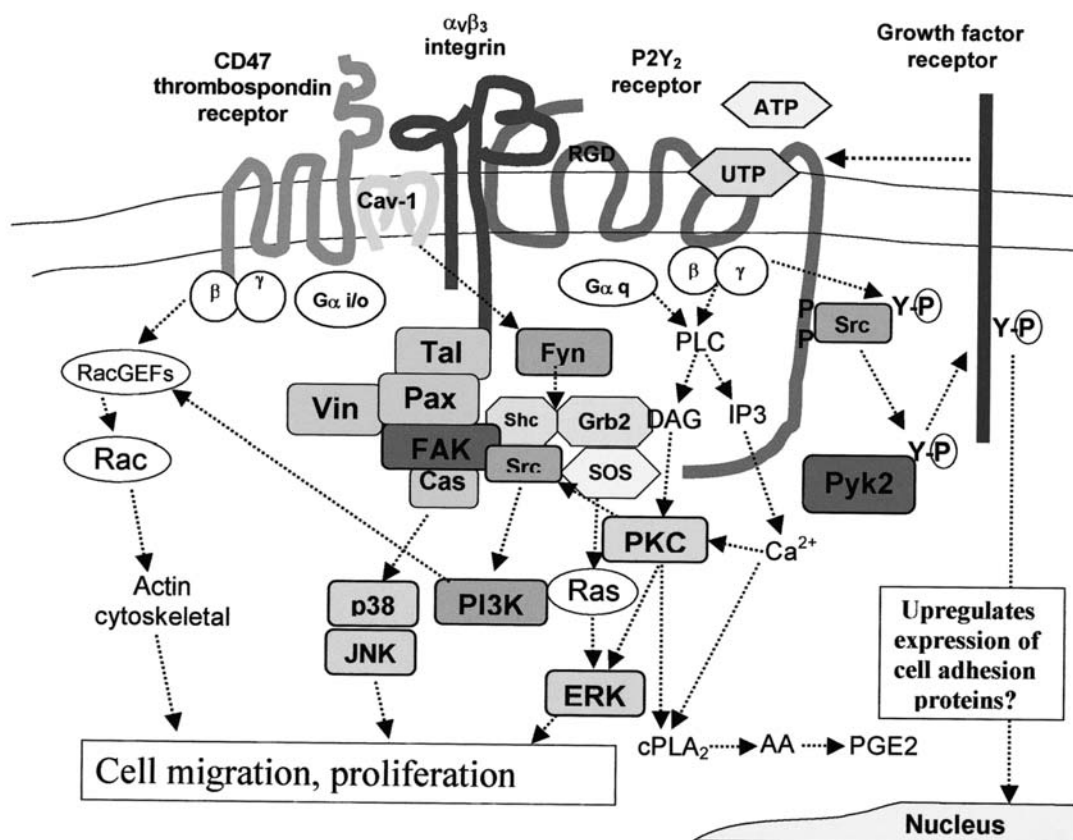 αVβ3
integrin
CD47
thrombospondin
receptor
P2Y2
receptor
Growth factor
receptor
ATP
RGD
UTP
Cav-1
β
γ
Gα i/o
Gα q
β
γ
P
P
Src
Y-P
Y-P
Tal
Fyn
PLC
RacGEFs
Vin
Pax
Shc
Grb2
DAG
IP3
FAK
Src
SOS
Y-P
Rac
Cas
Pyk2
PKC
Ca2+
Actin
cytoskeletal
p38
PI3K
Ras
JNK
ERK
Upregulates
expression of
cell adhesion
proteins?
cPLA2
AA
PGE2
Cell migration, proliferation
Nucleus